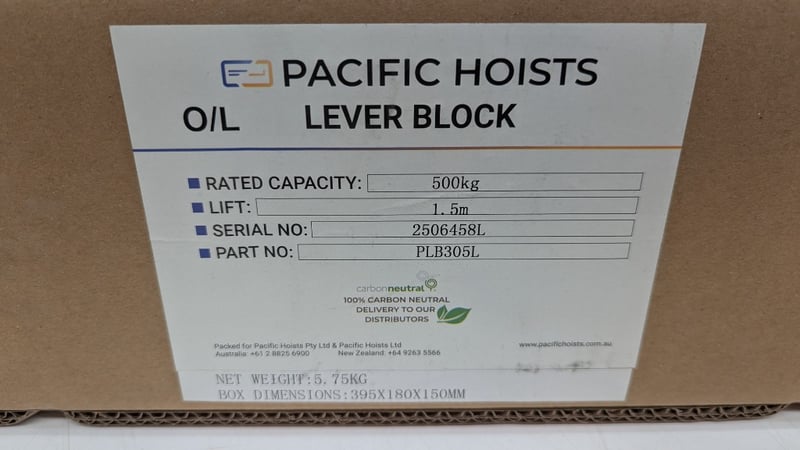 PACIFIC HOISTS
O/L LEVER BLOCK
RATED CAPACITY: 500kg
LIFT: 1.5m
SERIAL NO: 2506458L
PART NO: PLB305L
carbonneutral
100% CARBON NEUTRAL
DELIVERY TO OUR
DISTRIBUTORS
Packed for Pacific Hoists Pty Ltd & Pacific Hoists Ltd www.pacifichoists.com.au
Australia: +61 2 8825 6900 New Zealand: +64 9263 5566
NET WEIGHT:5.75KG
BOX DIMENSIONS:395X180X150MM